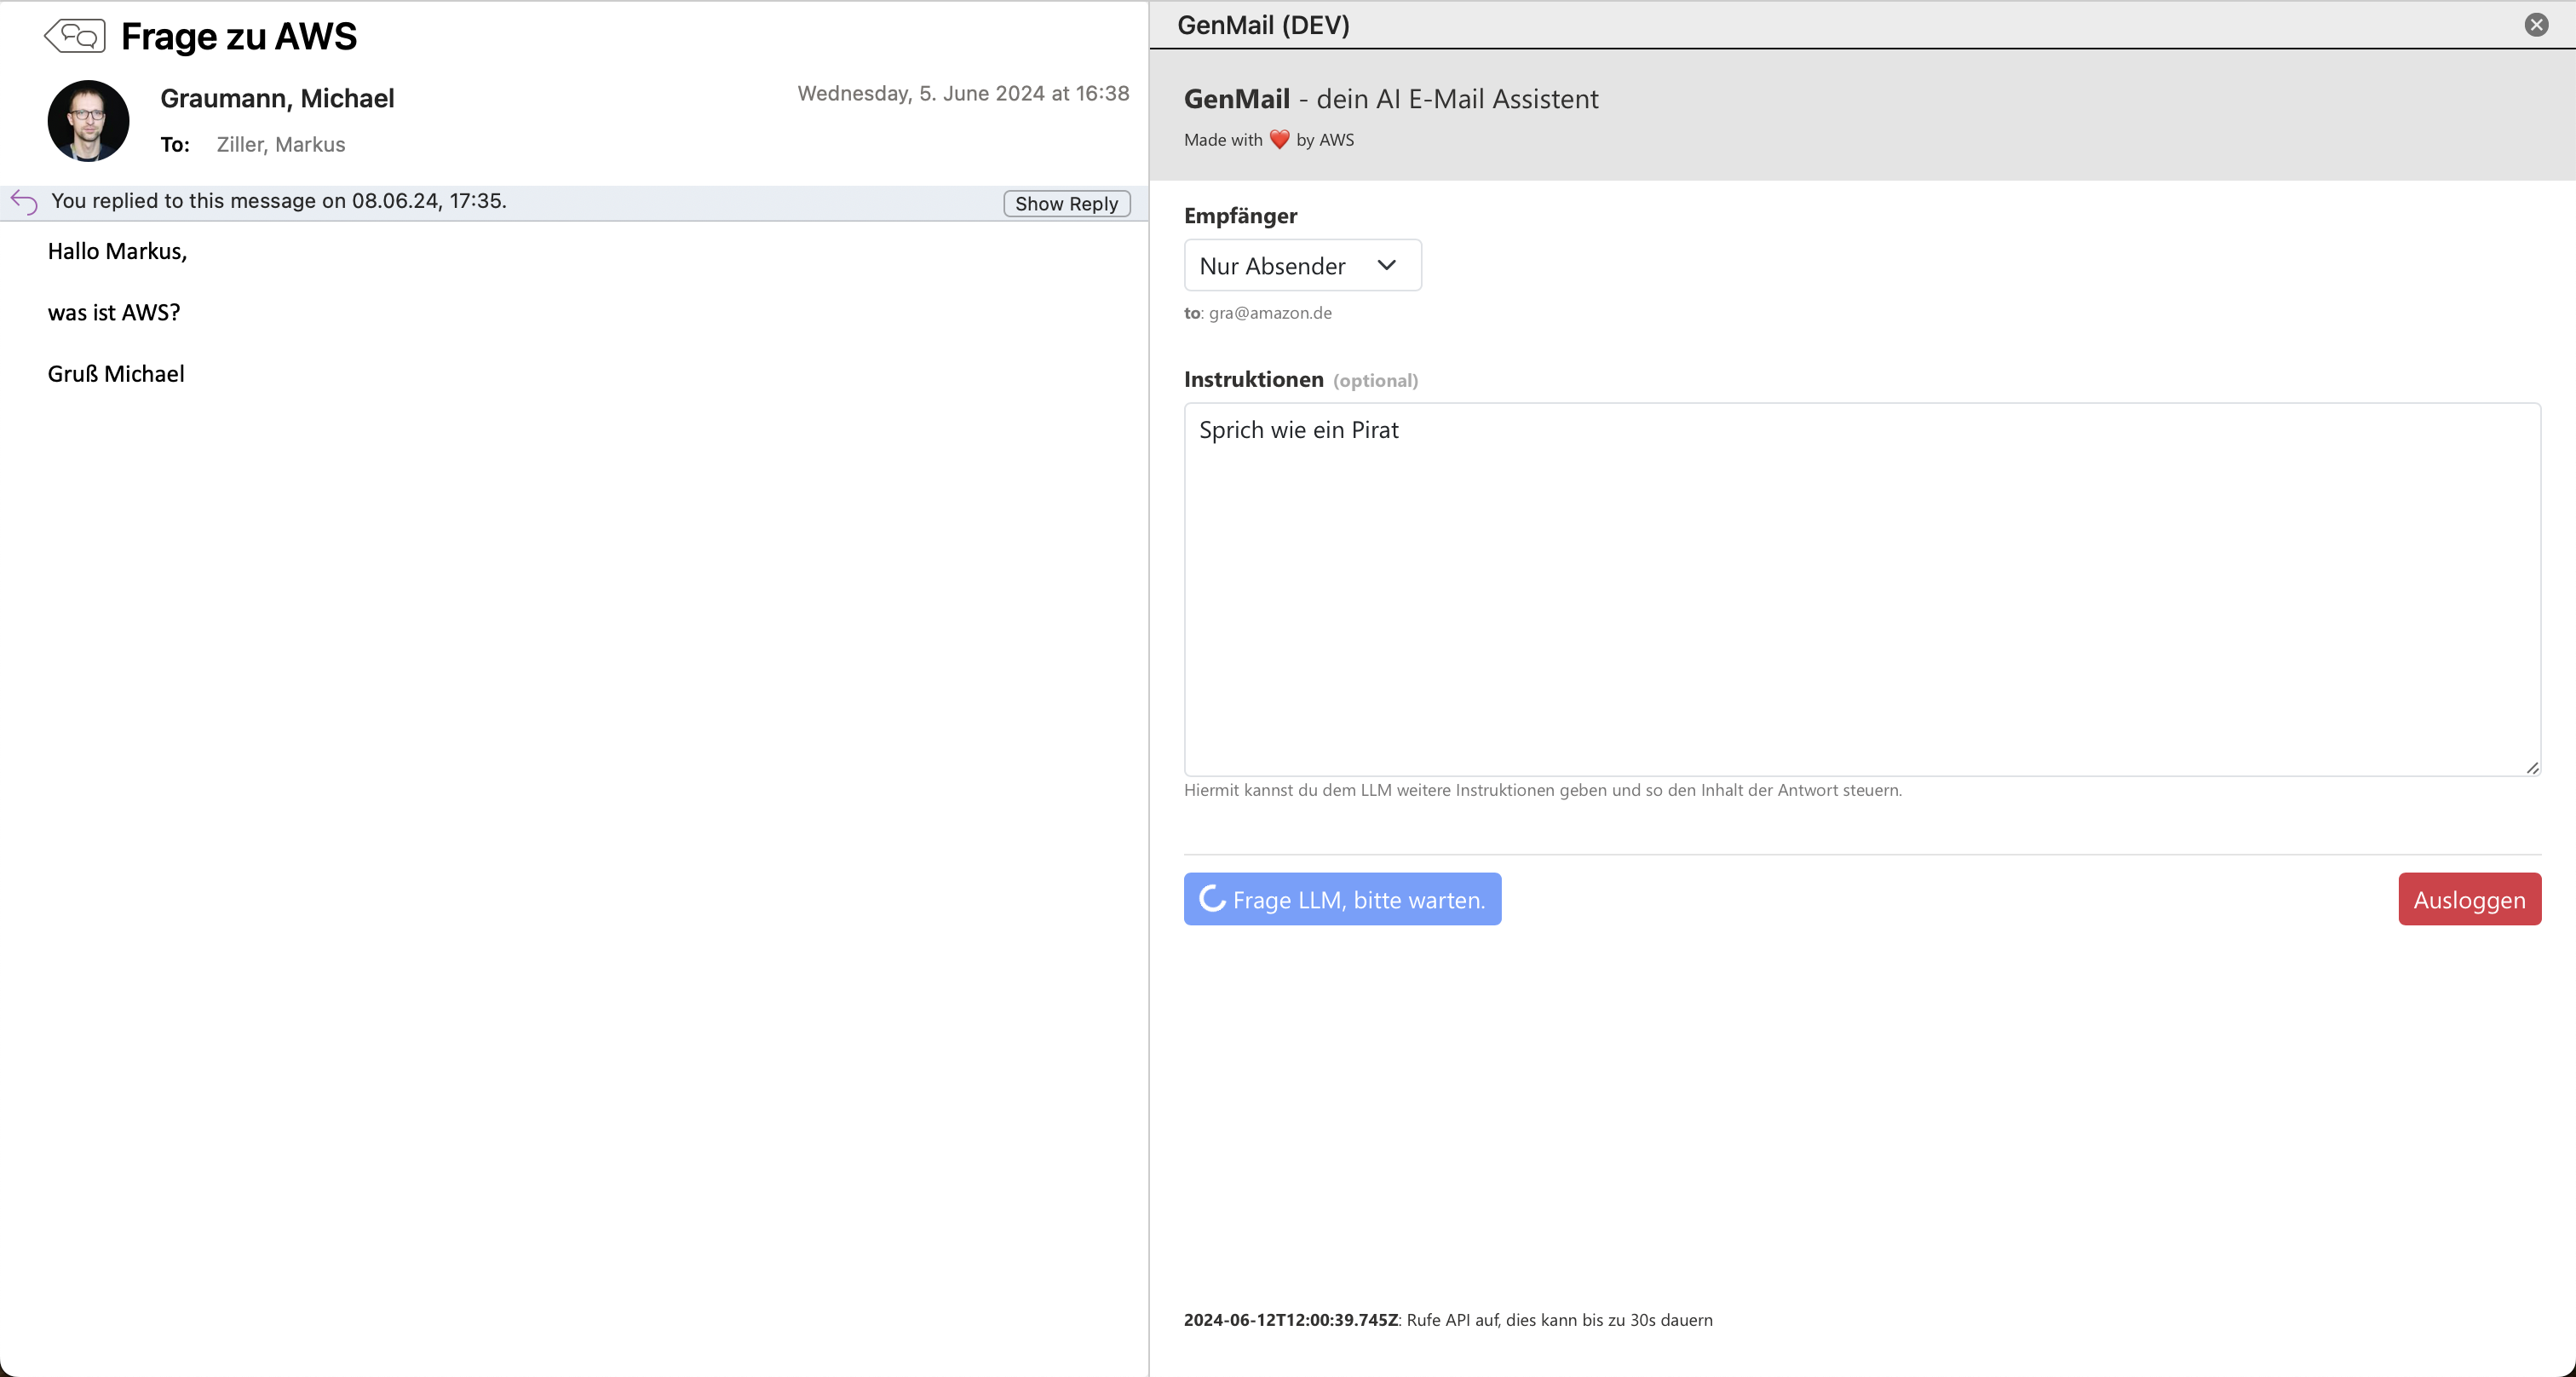 Frage zu AWS
Graumann, Michael
Wednesday, 5. June 2024 at 16:38
To: Ziller, Markus
You replied to this message on 08.06.24, 17:35.
Show Reply
Hallo Markus,
was ist AWS?
Gruß Michael
GenMail (DEV)
GenMail - dein AI E-Mail Assistent
Made with ❤️ by AWS
Empfänger
Nur Absender
to: gra@amazon.de
Instruktionen (optional)
Sprich wie ein Pirat
Hiermit kannst du dem LLM weitere Instruktionen geben und so den Inhalt der Antwort steuern.
Frage LLM, bitte warten.
Ausloggen
2024-06-12T12:00:39.745Z: Rufe API auf, dies kann bis zu 30s dauern